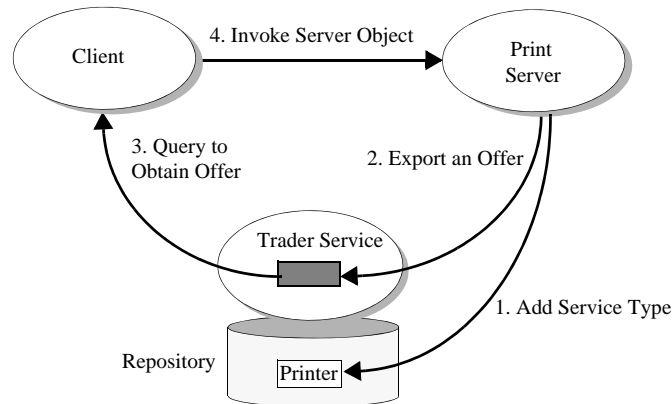 4. Invoke Server Object
Client
Print
Server
3. Query to
Obtain Offer
2. Export an Offer
Trader Service
1. Add Service Type
Repository
Printer